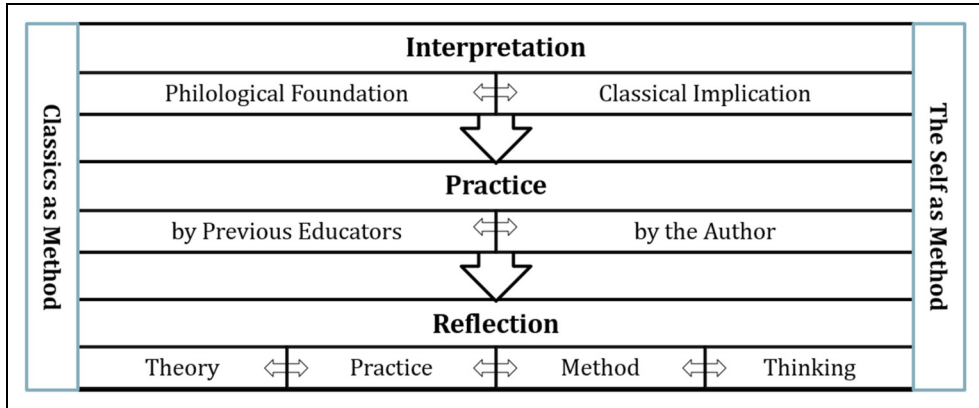 Classics as Method
Interpretation
Philological Foundation
Classical Implication
Practice
by Previous Educators
by the Author
Reflection
Theory
Practice
Method
Thinking
The Self as Method